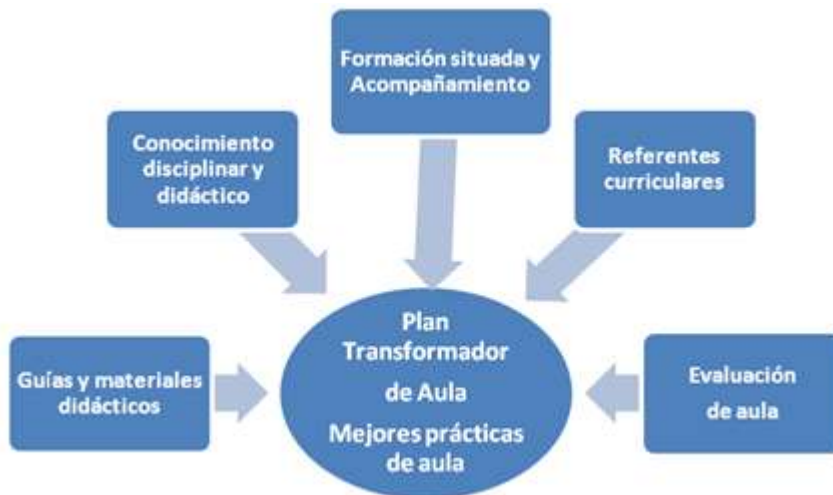 Formación situada y
Acompañamiento
Conocimiento
disciplinar y
didáctico
Referentes
curriculares
Guías y materiales
didácticos
Plan
Transformador
de Aula
Mejores prácticas
de aula
Evaluación
de aula